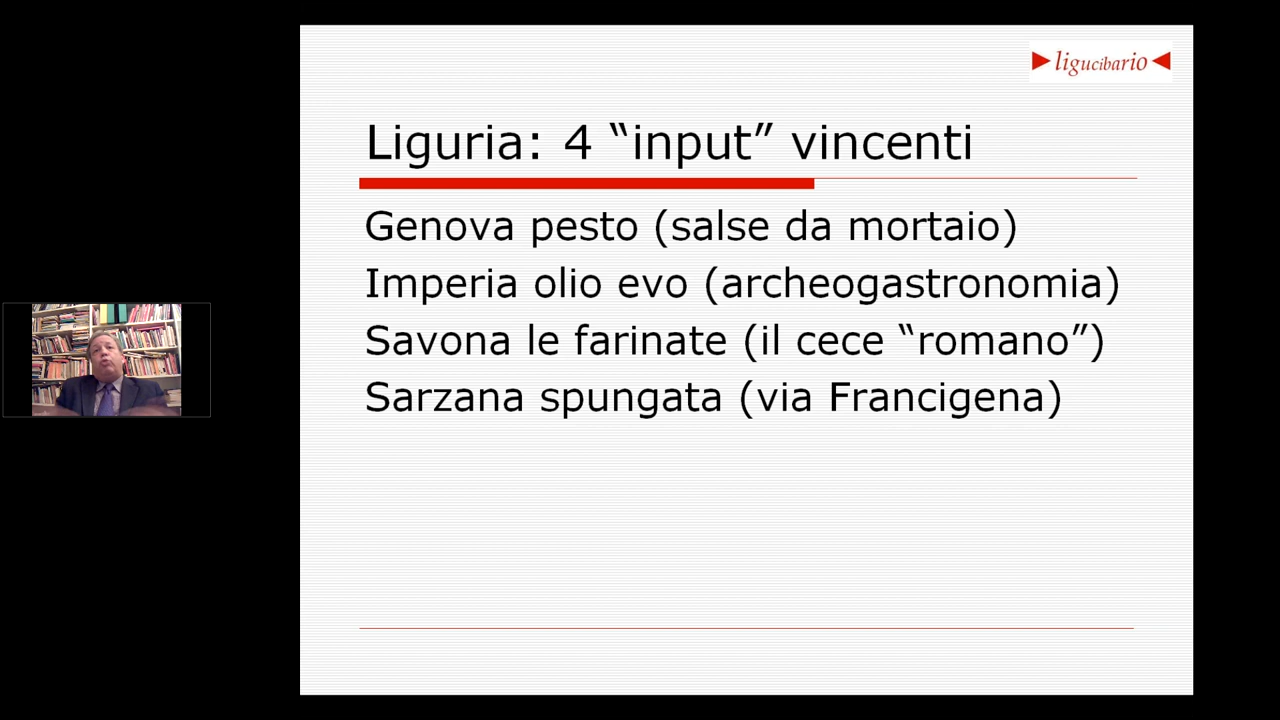 ligucibario
Liguria: 4 “input” vincenti
Genova pesto (salse da mortaio)
Imperia olio evo (archeogastronomia)
Savona le farinate (il cece “romano”)
Sarzana spungata (via Francigena)